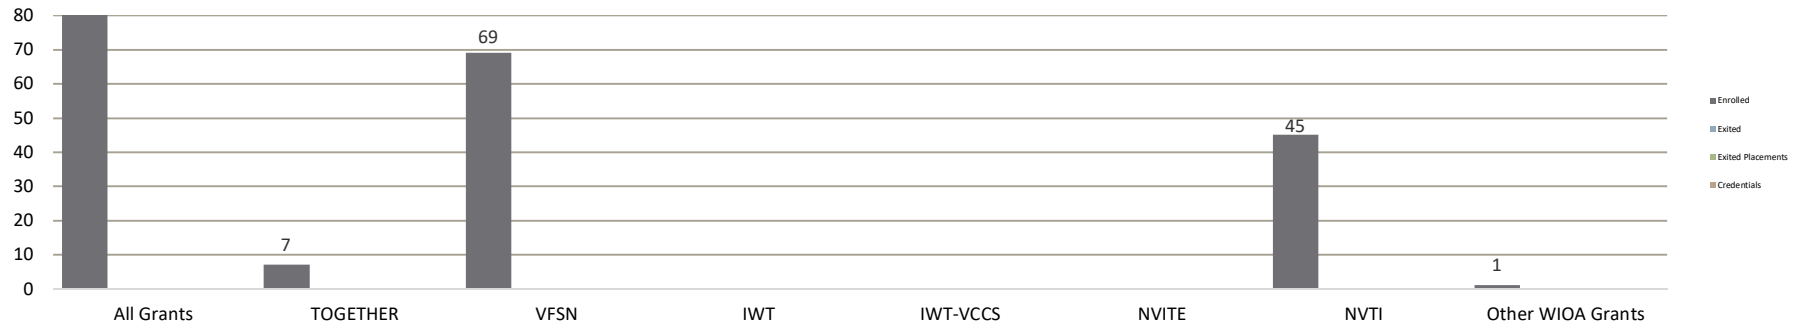 80
70
60
50
40
30
20
10
0
7
69
45
1
All Grants
TOGETHER
VFSN
IWT
IWT-VCCS
NVITE
NVTI
Other WIOA Grants
Enrolled
Exited
Exited Placements
Credentials